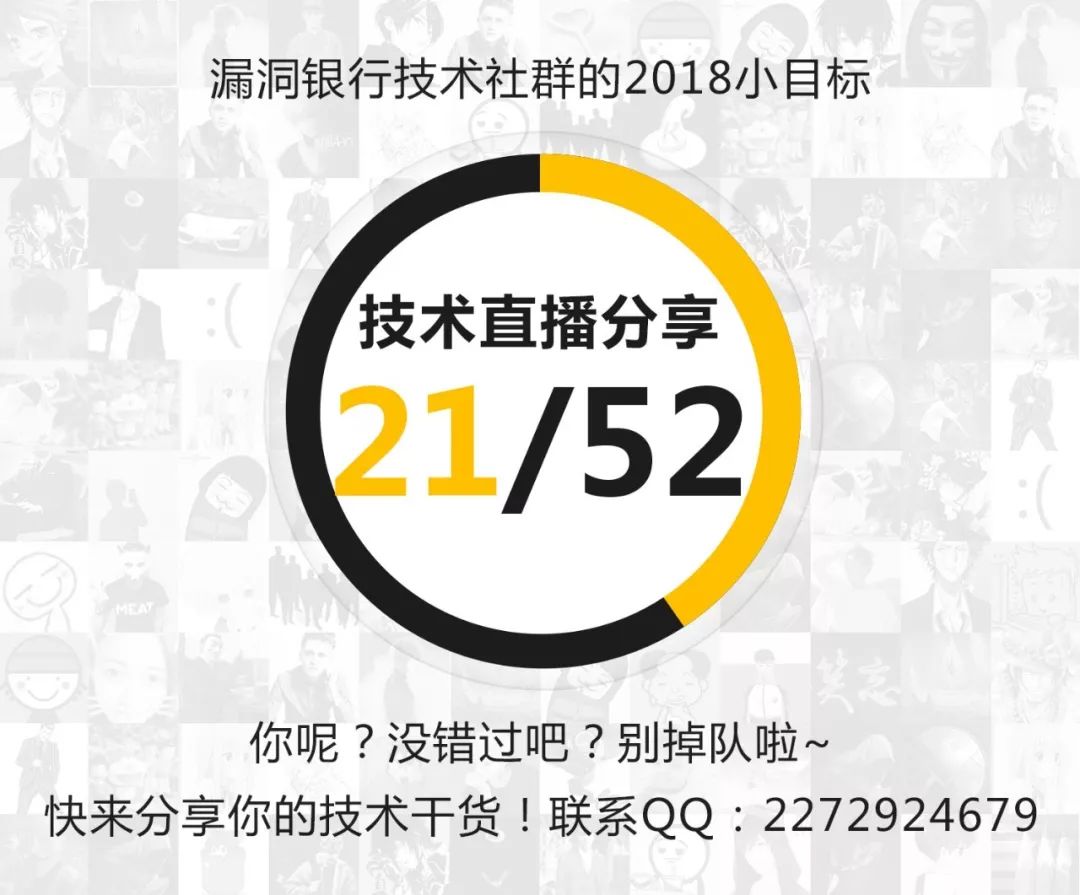 漏洞银行技术社群的2018小目标
技术直播分享
21/52
MEAT
你呢？没错过吧？别掉队啦~
快来分享你的技术干货！联系QQ：2272924679